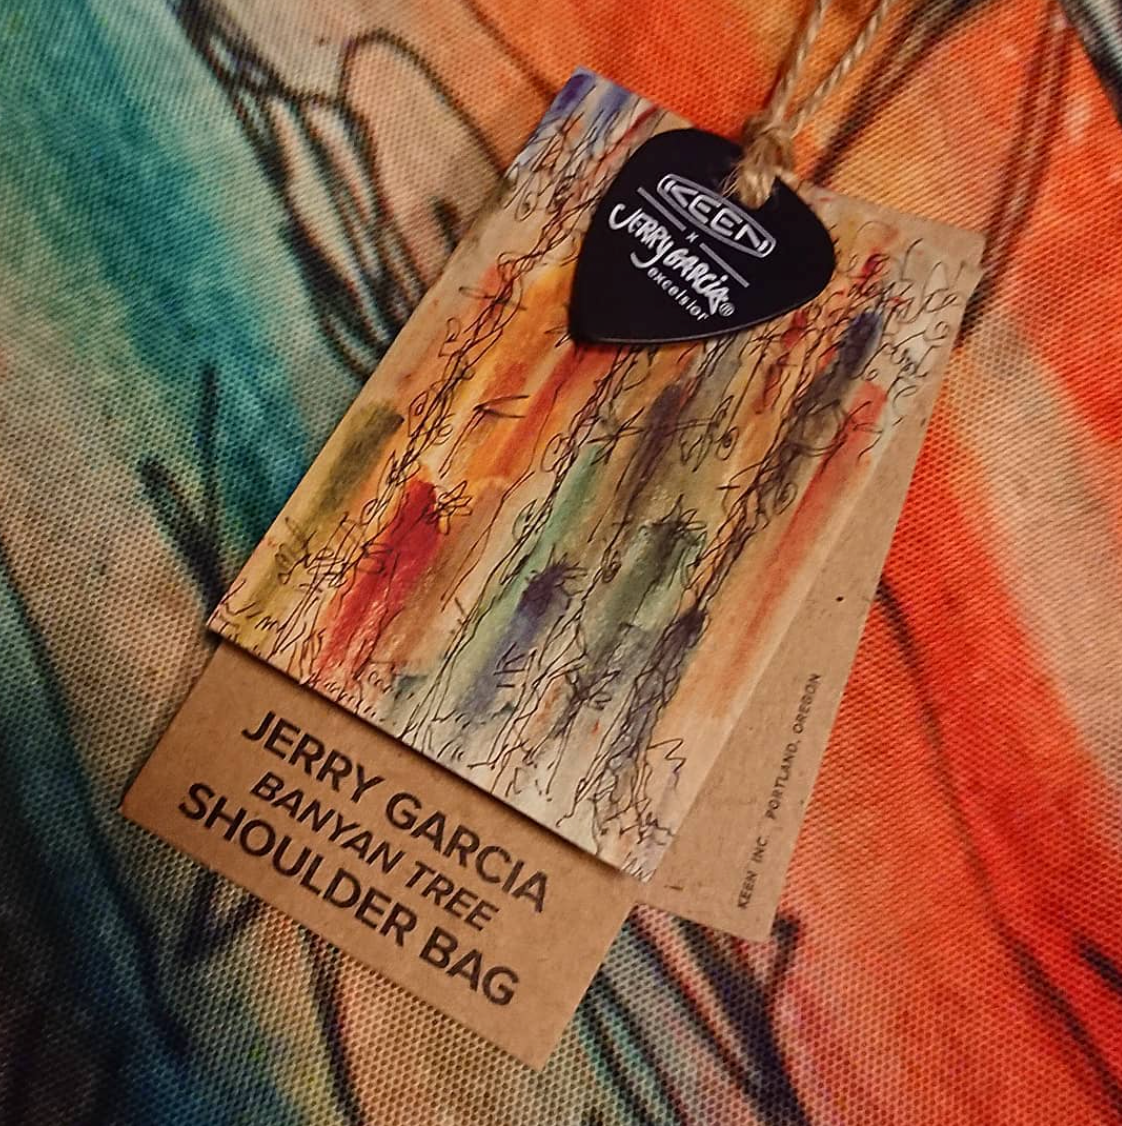 KEEN
x
JERRY GARCIA®
excelsior
JERRY GARCIA
BANYAN TREE
SHOULDER BAG
KEEN INC. PORTLAND, OREGON